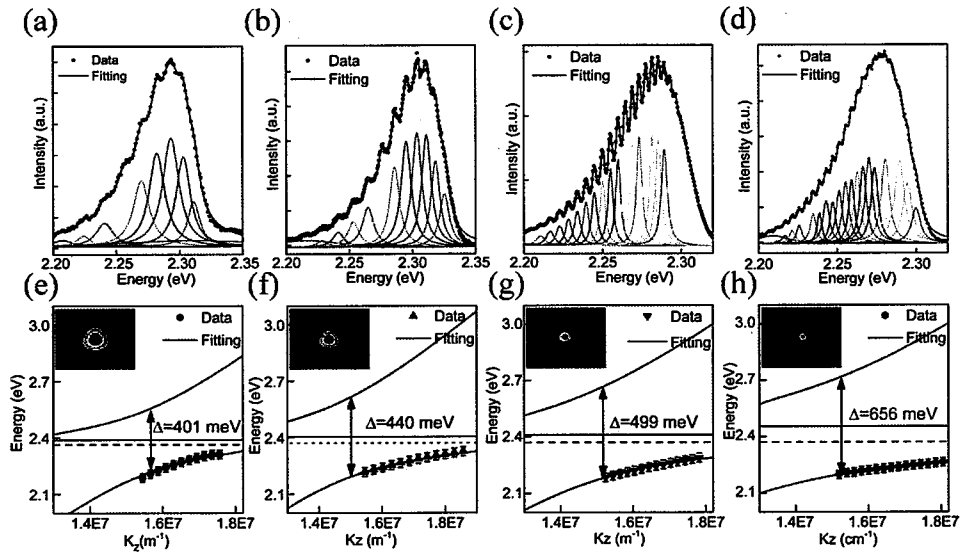 (a) (b) (c) (d)
Data
Fitting
Intensity (a.u.)
2.20 2.25 2.30 2.35
Energy (eV)
Data
Fitting
Intensity (a.u.)
2.20 2.25 2.30 2.35
Energy (eV)
Data
Fitting
Intensity (a.u.)
2.20 2.25 2.30
Energy (eV)
Data
Fitting
Intensity (a.u.)
2.20 2.25 2.30
Energy (eV)
(e) (f) (g) (h)
Data
Fitting
Energy (eV)
3.0
2.7
2.4
2.1
Δ=401 meV
1.4E7 1.6E7 1.8E7
Kz(m⁻¹)
Data
Fitting
Energy (eV)
3.0
2.7
2.4
2.1
Δ=440 meV
1.4E7 1.6E7 1.8E7
Kz (m⁻¹)
Data
Fitting
Energy (eV)
3.0
2.7
2.4
2.1
Δ=499 meV
1.4E7 1.6E7 1.8E7
Kz (m⁻¹)
Data
Fitting
Energy (eV)
3.0
2.7
2.4
2.1
Δ=656 meV
1.4E7 1.6E7 1.8E7
Kz (cm⁻¹)